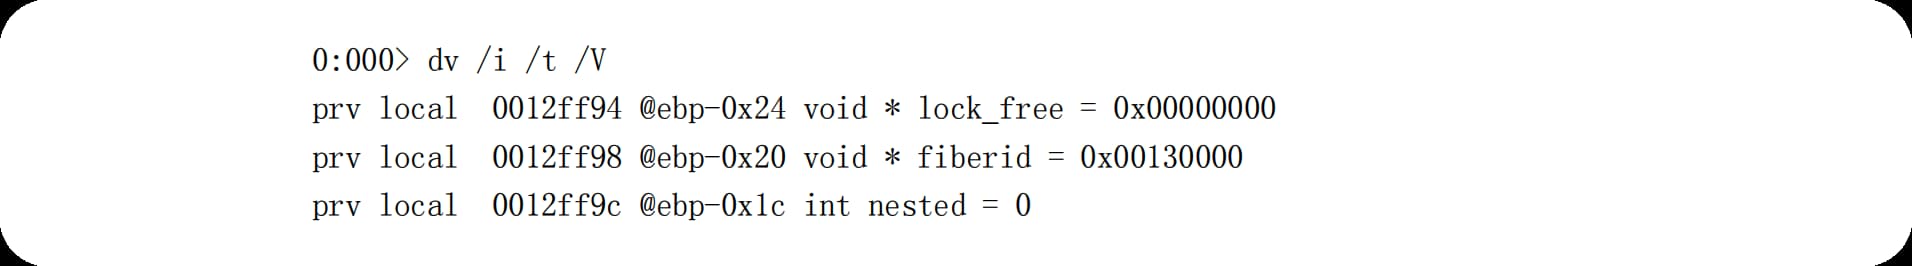 0:000> dv /i /t /V
prv local  0012ff94 @ebp-0x24 void * lock_free = 0x00000000
prv local  0012ff98 @ebp-0x20 void * fiberid = 0x00130000
prv local  0012ff9c @ebp-0x1c int nested = 0